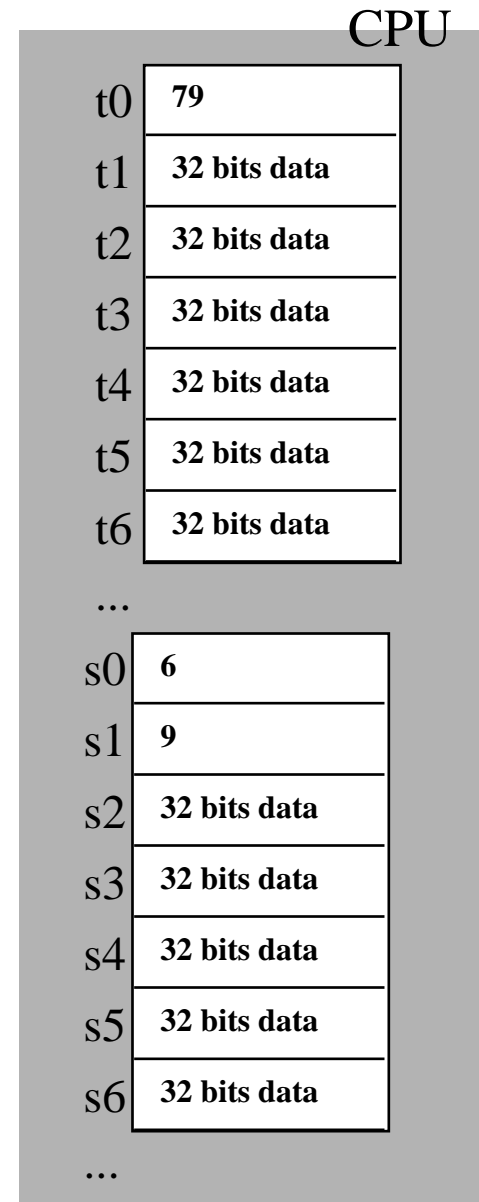 CPU
t0 79
t1 32 bits data
t2 32 bits data
t3 32 bits data
t4 32 bits data
t5 32 bits data
t6 32 bits data
...
s0 6
s1 9
s2 32 bits data
s3 32 bits data
s4 32 bits data
s5 32 bits data
s6 32 bits data
...